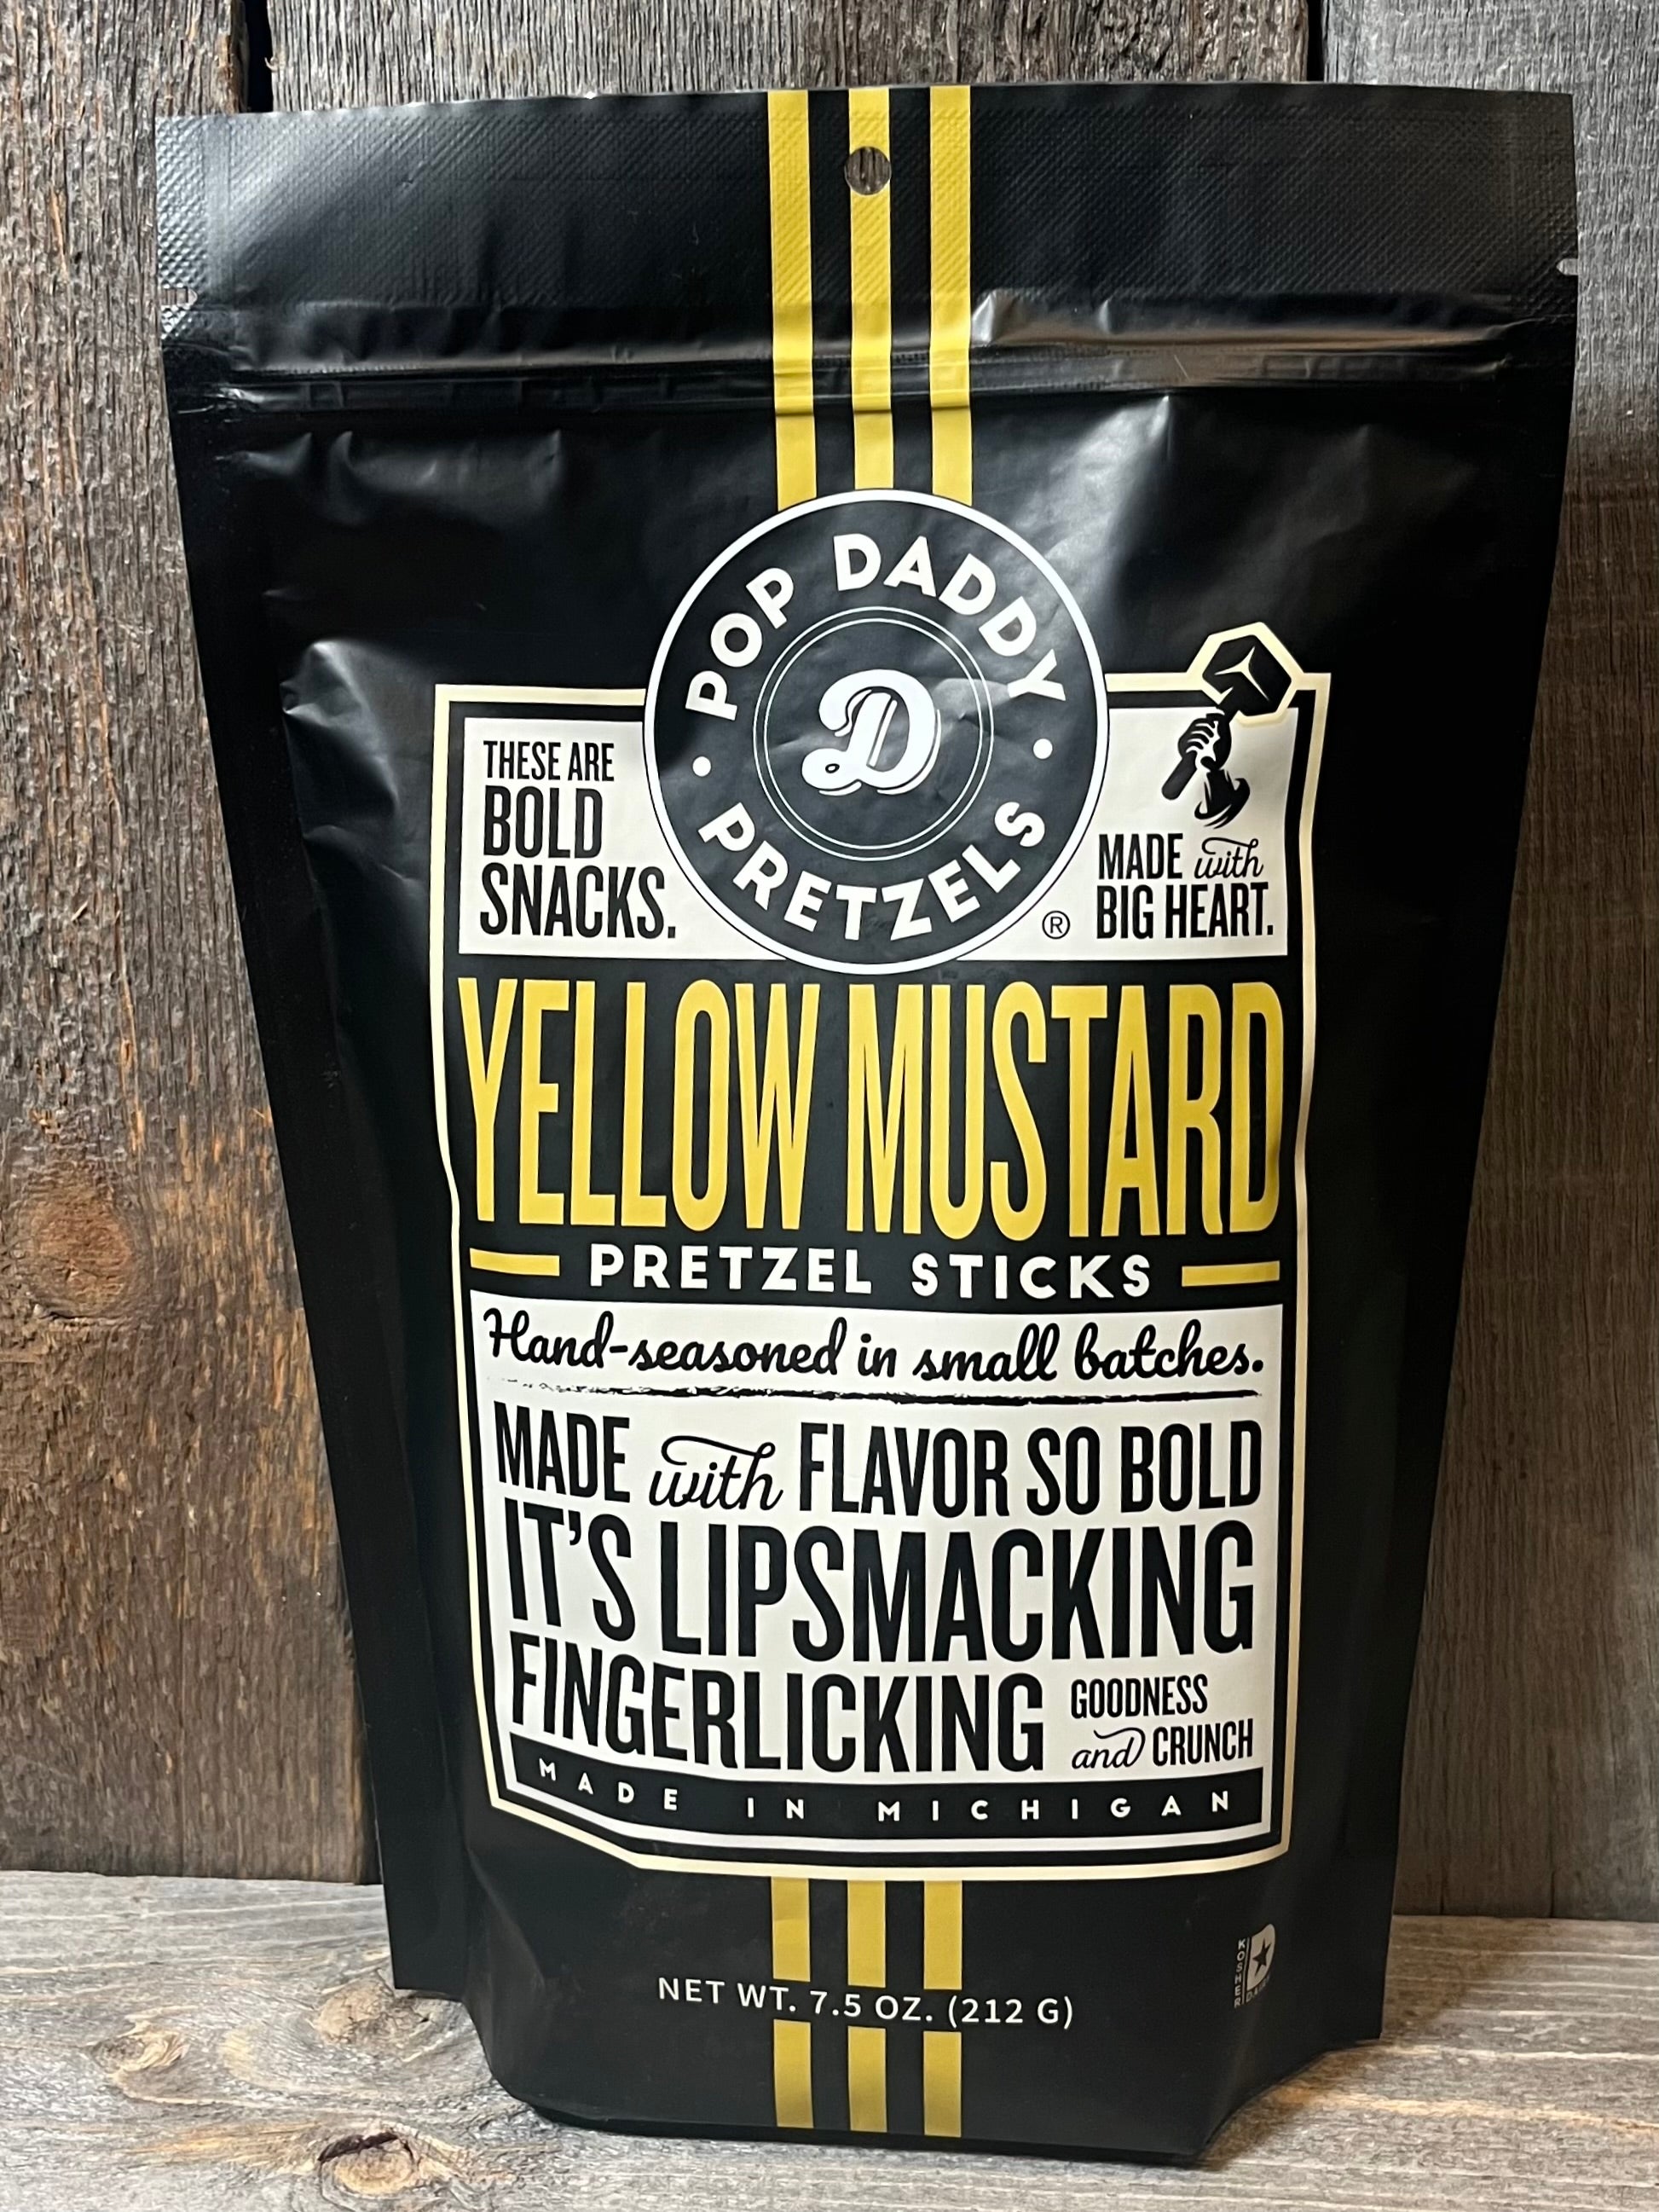 POP DADDY
D
PRETZELS
®
THESE ARE
BOLD
SNACKS.
MADE with
BIG HEART.
YELLOW MUSTARD
PRETZEL STICKS
Hand-seasoned in small batches.
MADE with FLAVOR SO BOLD
IT'S LIPSMACKING
FINGERLICKING
GOODNESS
and CRUNCH
MADE IN MICHIGAN
NET WT. 7.5 OZ. (212 G)
KOSHER
D